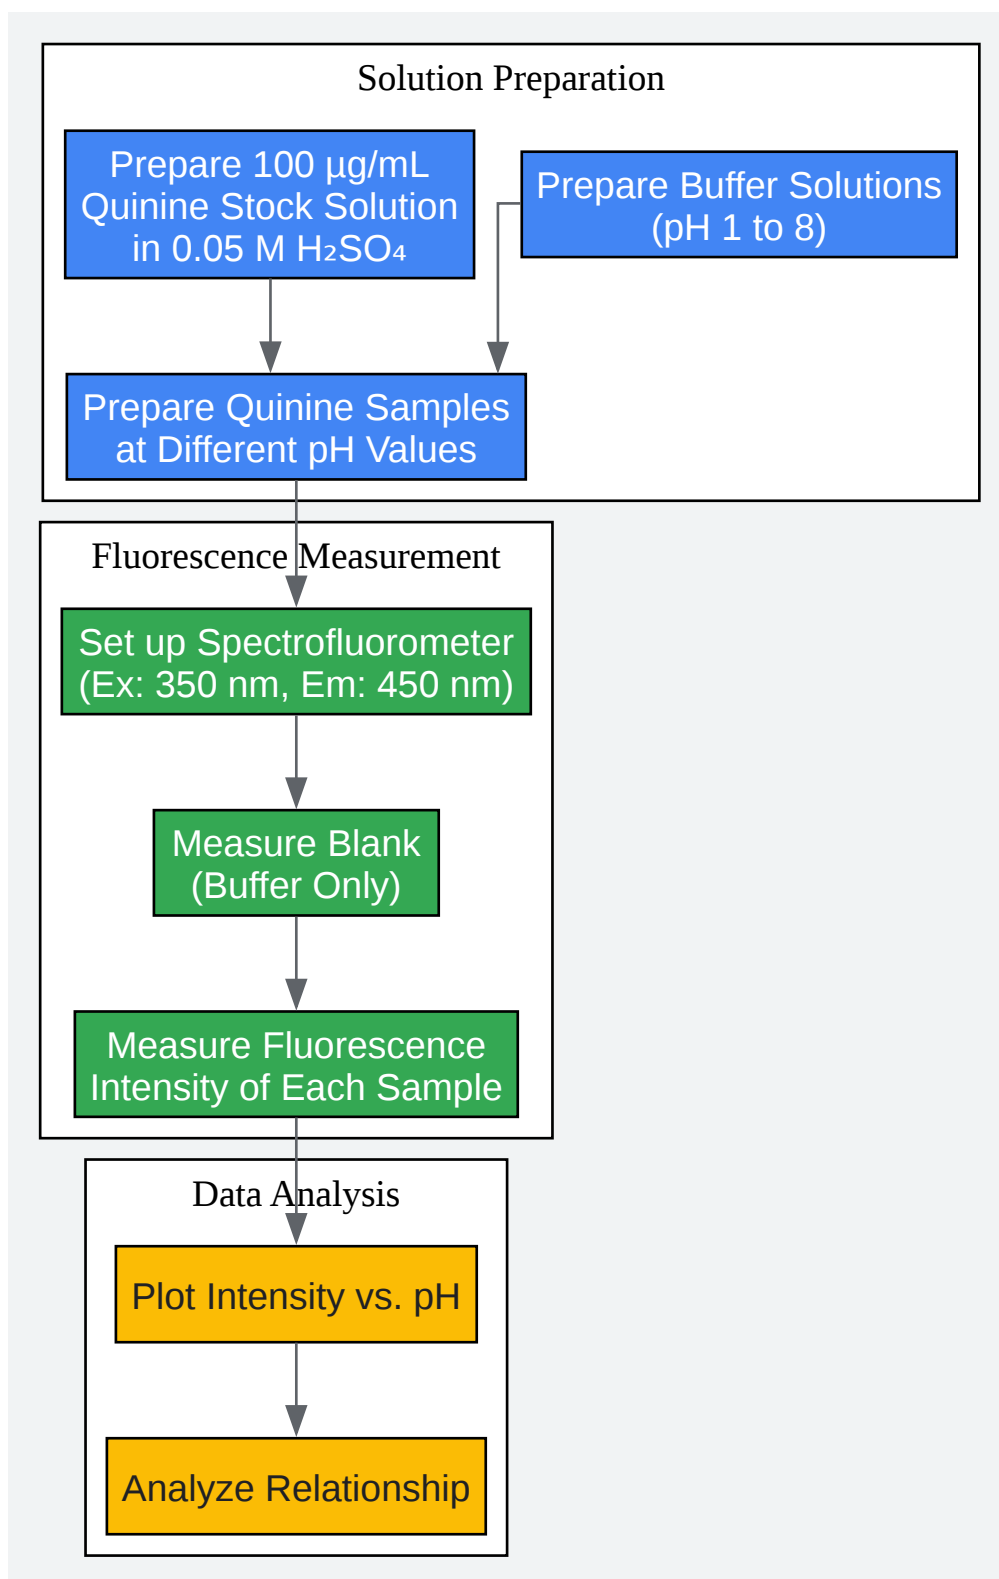 Solution Preparation
Prepare 100 µg/mL
Quinine Stock Solution
in 0.05 M H₂SO₄
Prepare Buffer Solutions
(pH 1 to 8)
Prepare Quinine Samples
at Different pH Values
Fluorescence Measurement
Set up Spectrofluorometer
(Ex: 350 nm, Em: 450 nm)
Measure Blank
(Buffer Only)
Measure Fluorescence
Intensity of Each Sample
Data Analysis
Plot Intensity vs. pH
Analyze Relationship